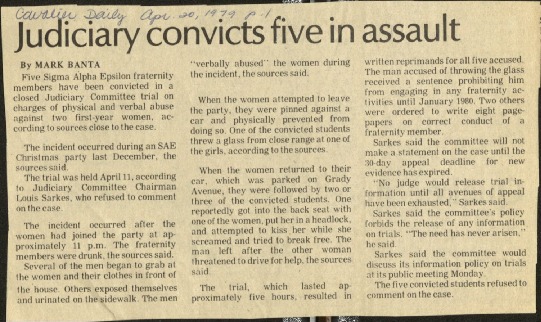 Cavalier Daily Apr. 20, 1979 p. 1
Judiciary convicts five in assault
By MARK BANTA
Five Sigma Alpha Epsilon fraternity
members have been convicted in a
closed Judiciary Committee trial on
charges of physical and verbal abuse
against two first-year women, ac-
cording to sources close to the case.
The incident occurred during an SAE
Christmas party last December, the
sources said.
The trial was held April 11, according
to Judiciary Committee Chairman
Louis Sarkes, who refused to comment
on the case.
The incident occurred after the
women had joined the party at ap-
proximately 11 p.m. The fraternity
members were drunk, the sources said.
Several of the men began to grab at
the women and their clothes in front of
the house. Others exposed themselves
and urinated on the sidewalk. The men
"verbally abused" the women during
the incident, the sources said.
When the women attempted to leave
the party, they were pinned against a
car and physically prevented from
doing so. One of the convicted students
threw a glass from close range at one of
the girls, according to the sources.
When the women returned to their
car, which was parked on Grady
Avenue, they were followed by two or
three of the convicted students. One
reportedly got into the back seat with
one of the women, put her in a headlock,
and attempted to kiss her while she
screamed and tried to break free. The
man left after the other woman
threatened to drive for help, the sources
said.
The trial, which lasted ap-
proximately five hours, resulted in
written reprimands for all five accused.
The man accused of throwing the glass
received a sentence prohibiting him
from engaging in any fraternity ac-
tivities until January 1980. Two others
were ordered to write eight page-
papers on correct conduct of a
fraternity member.
Sarkes said the committee will not
make a statement on the case until the
30-day appeal deadline for new
evidence has expired.
"No judge would release trial in-
formation until all avenues of appeal
have been exhausted," Sarkes said.
Sarkes said the committee's policy
forbids the release of any information
on trials. "The need has never arisen,"
he said.
Sarkes said the committee would
discuss its information policy on trials
at its public meeting Monday.
The five convicted students refused to
comment on the case.